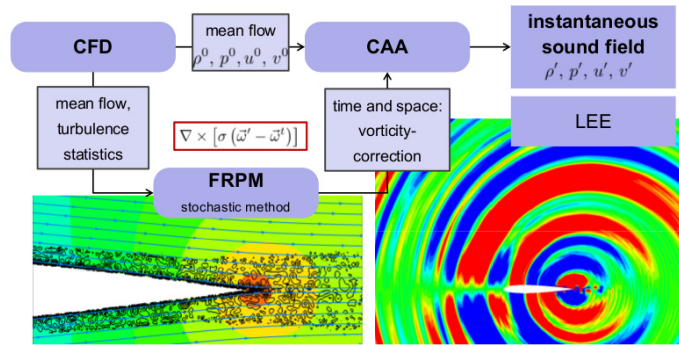 CFD
mean flow
ρ⁰, p⁰, u⁰, v⁰
CAA
instantaneous
sound field
ρ′, p′, u′, v′
mean flow,
turbulence
statistics
∇ × [σ (ω⃗′ − ω⃗ᵗ)]
time and space:
vorticity-
correction
LEE
FRPM
stochastic method